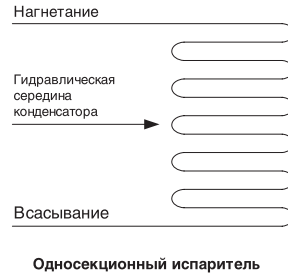 Нагнетание
Гидравлическая
середина
конденсатора
Всасывание
Односекционный испаритель